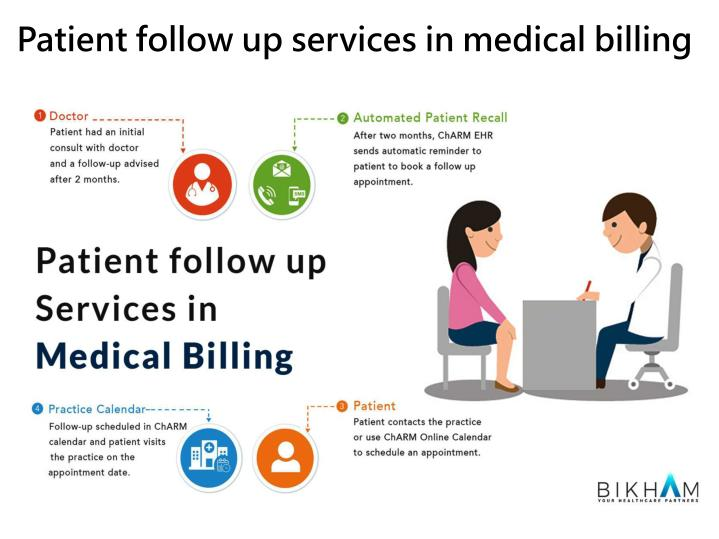 Patient follow up services in medical billing
1 Doctor
Patient had an initial
consult with doctor
and a follow-up advised
after 2 months.
2 Automated Patient Recall
After two months, ChARM EHR
sends automatic reminder to
patient to book a follow up
appointment.
SMS
Patient follow up
Services in
Medical Billing
4 Practice Calendar
Follow-up scheduled in ChARM
calendar and patient visits
the practice on the
appointment date.
3 Patient
Patient contacts the practice
or use ChARM Online Calendar
to schedule an appointment.
BIKHAM
YOUR HEALTHCARE PARTNERS